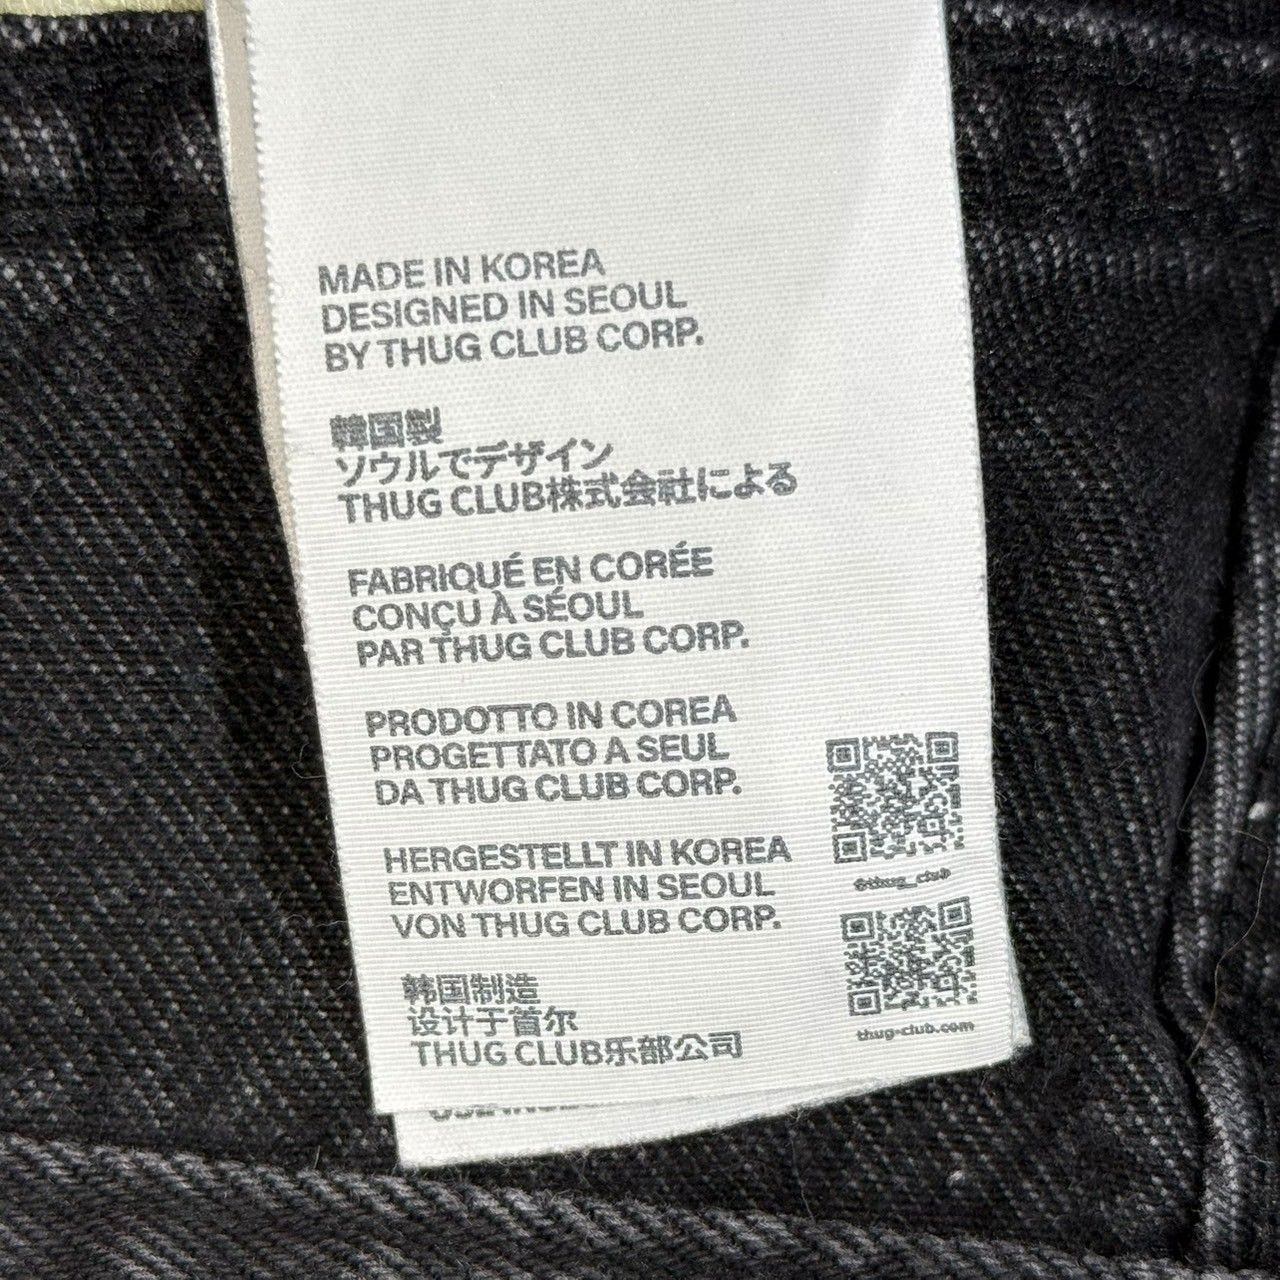 MADE IN KOREA
DESIGNED IN SEOUL
BY THUG CLUB CORP.
韓国製
ソウルでデザイン
THUG CLUB株式会社による
FABRIQUÉ EN CORÉE
CONÇU À SÉOUL
PAR THUG CLUB CORP.
PRODOTTO IN COREA
PROGETTATO A SEUL
DA THUG CLUB CORP.
HERGESTELLT IN KOREA
ENTWORFEN IN SEOUL
VON THUG CLUB CORP.
韩国制造
设计于首尔
THUG CLUB乐部公司
@thug_club
thug-club.com